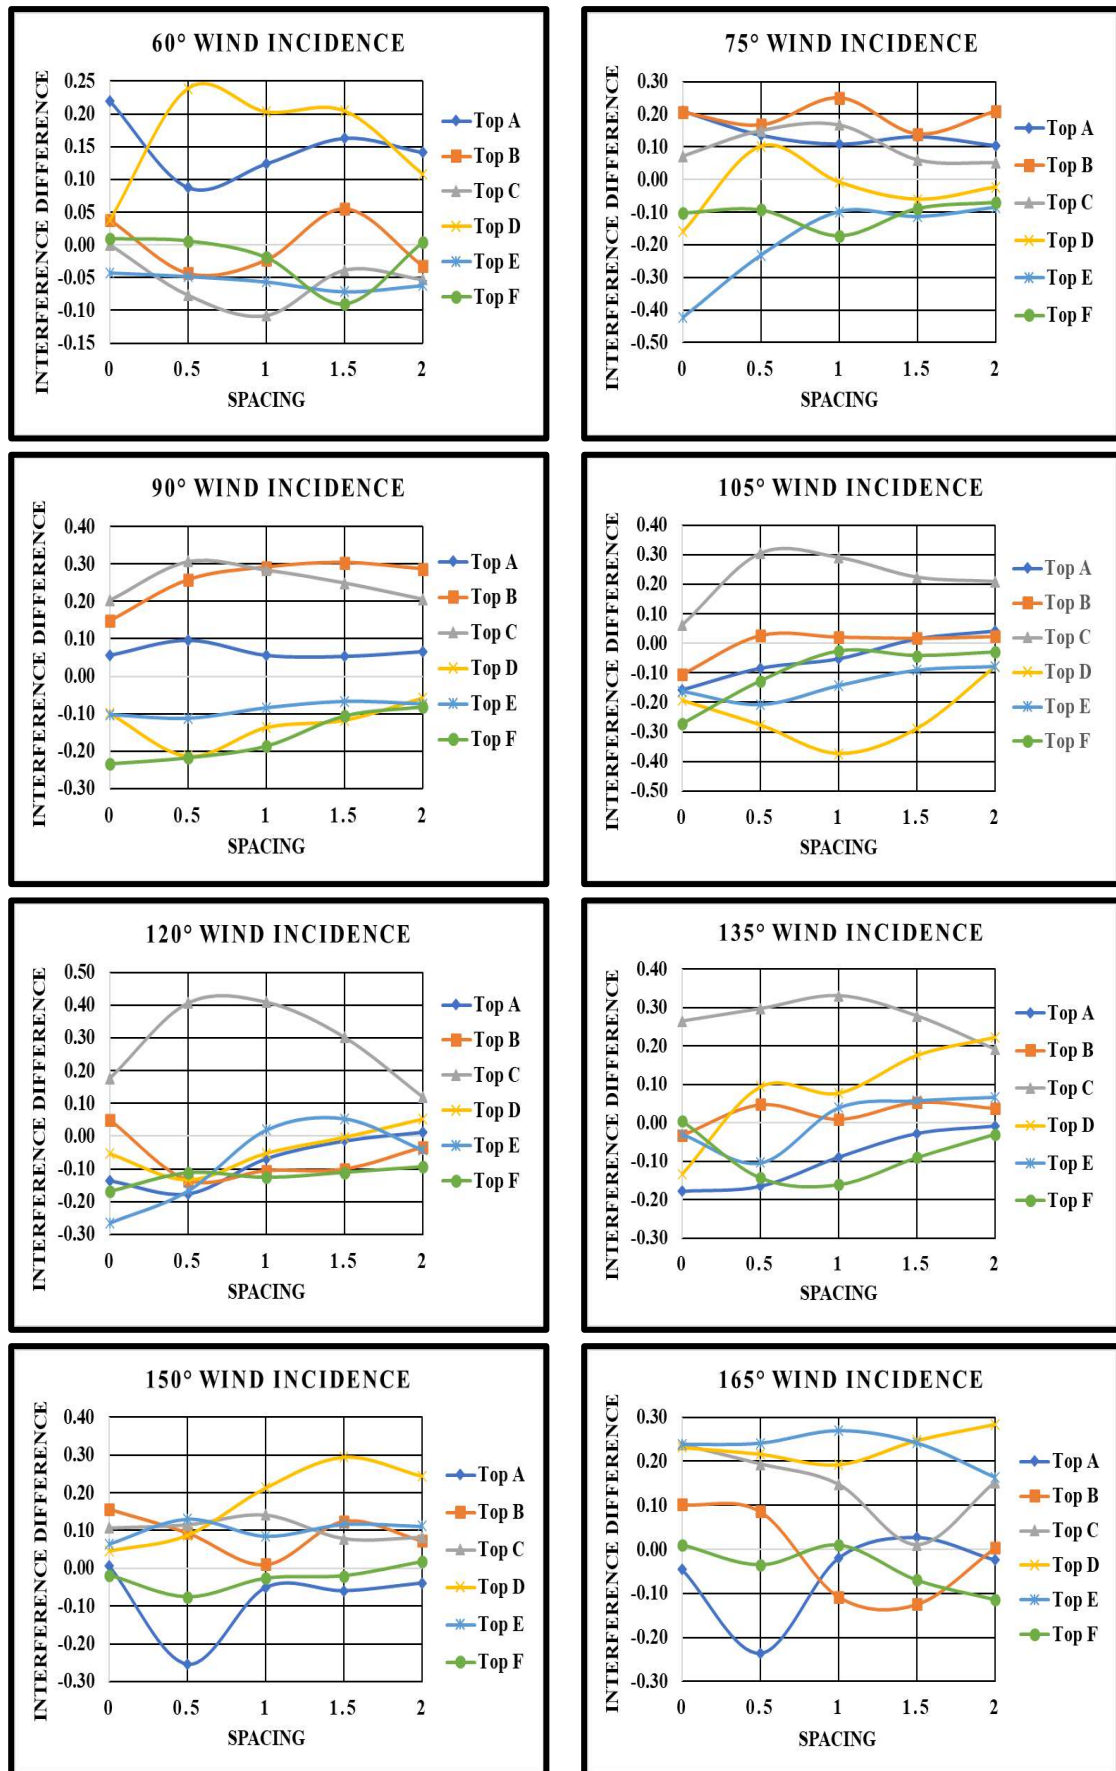 60° WIND INCIDENCE
INTERFERENCE DIFFERENCE
0.25
0.20
0.15
0.10
0.05
0.00
-0.05
-0.10
-0.15
0 0.5 1 1.5 2
SPACING
Top A
Top B
Top C
Top D
Top E
Top F
75° WIND INCIDENCE
INTERFERENCE DIFFERENCE
0.30
0.20
0.10
0.00
-0.10
-0.20
-0.30
-0.40
-0.50
0 0.5 1 1.5 2
SPACING
Top A
Top B
Top C
Top D
Top E
Top F
90° WIND INCIDENCE
INTERFERENCE DIFFERENCE
0.40
0.30
0.20
0.10
0.00
-0.10
-0.20
-0.30
0 0.5 1 1.5 2
SPACING
Top A
Top B
Top C
Top D
Top E
Top F
105° WIND INCIDENCE
INTERFERENCE DIFFERENCE
0.40
0.30
0.20
0.10
0.00
-0.10
-0.20
-0.30
-0.40
-0.50
0 0.5 1 1.5 2
SPACING
Top A
Top B
Top C
Top D
Top E
Top F
120° WIND INCIDENCE
INTERFERENCE DIFFERENCE
0.50
0.40
0.30
0.20
0.10
0.00
-0.10
-0.20
-0.30
0 0.5 1 1.5 2
SPACING
Top A
Top B
Top C
Top D
Top E
Top F
135° WIND INCIDENCE
INTERFERENCE DIFFERENCE
0.40
0.30
0.20
0.10
0.00
-0.10
-0.20
-0.30
0 0.5 1 1.5 2
SPACING
Top A
Top B
Top C
Top D
Top E
Top F
150° WIND INCIDENCE
INTERFERENCE DIFFERENCE
0.40
0.30
0.20
0.10
0.00
-0.10
-0.20
-0.30
0 0.5 1 1.5 2
SPACING
Top A
Top B
Top C
Top D
Top E
Top F
165° WIND INCIDENCE
INTERFERENCE DIFFERENCE
0.30
0.20
0.10
0.00
-0.10
-0.20
-0.30
0 0.5 1 1.5 2
SPACING
Top A
Top B
Top C
Top D
Top E
Top F